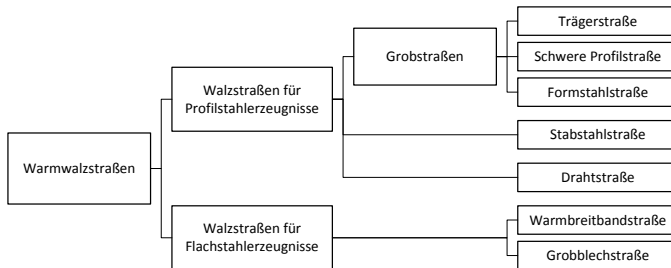 Trägerstraße
Grobstraßen
Schwere Profilstraße
Walzstraßen für
Profilstahlerzeugnisse
Formstahlstraße
Stabstahlstraße
Warmwalzstraßen
Drahtstraße
Walzstraßen für
Flachstahlerzeugnisse
Warmbreitbandstraße
Grobblechstraße